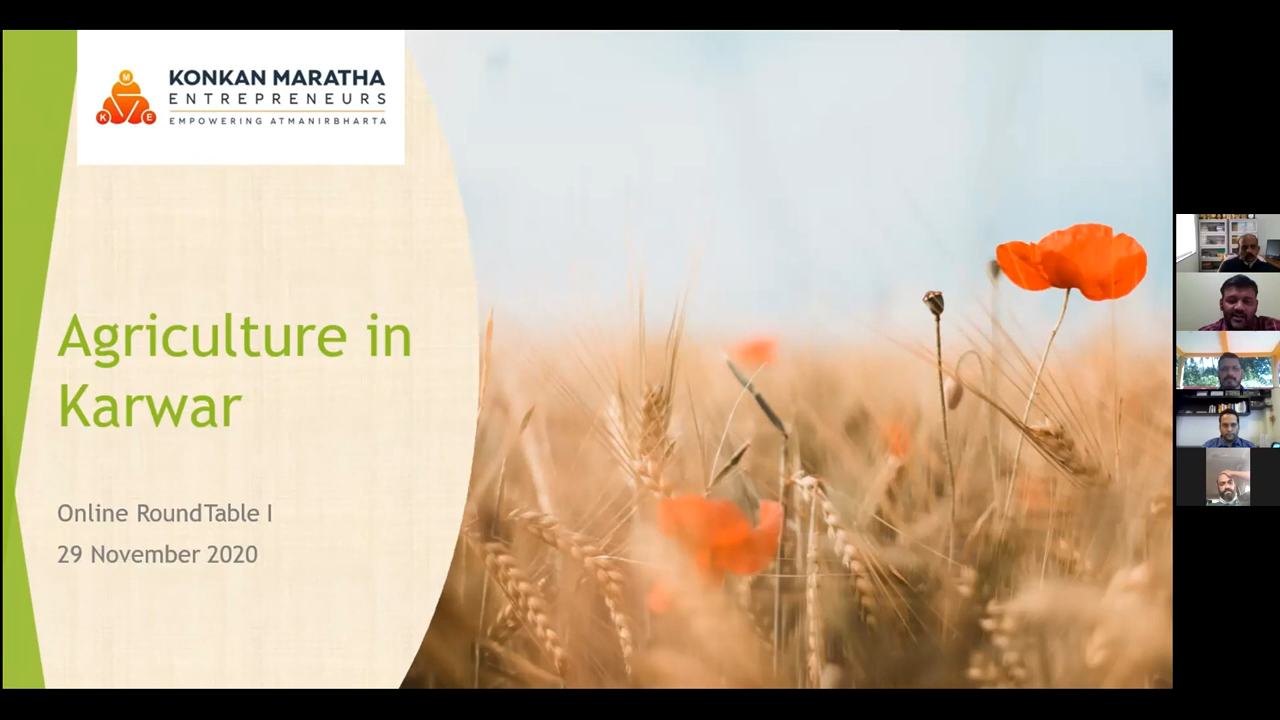 M
K E
KONKAN MARATHA
ENTREPRENEURS
EMPOWERING ATMANIRBHARTA
Agriculture in
Karwar
Online RoundTable I
29 November 2020